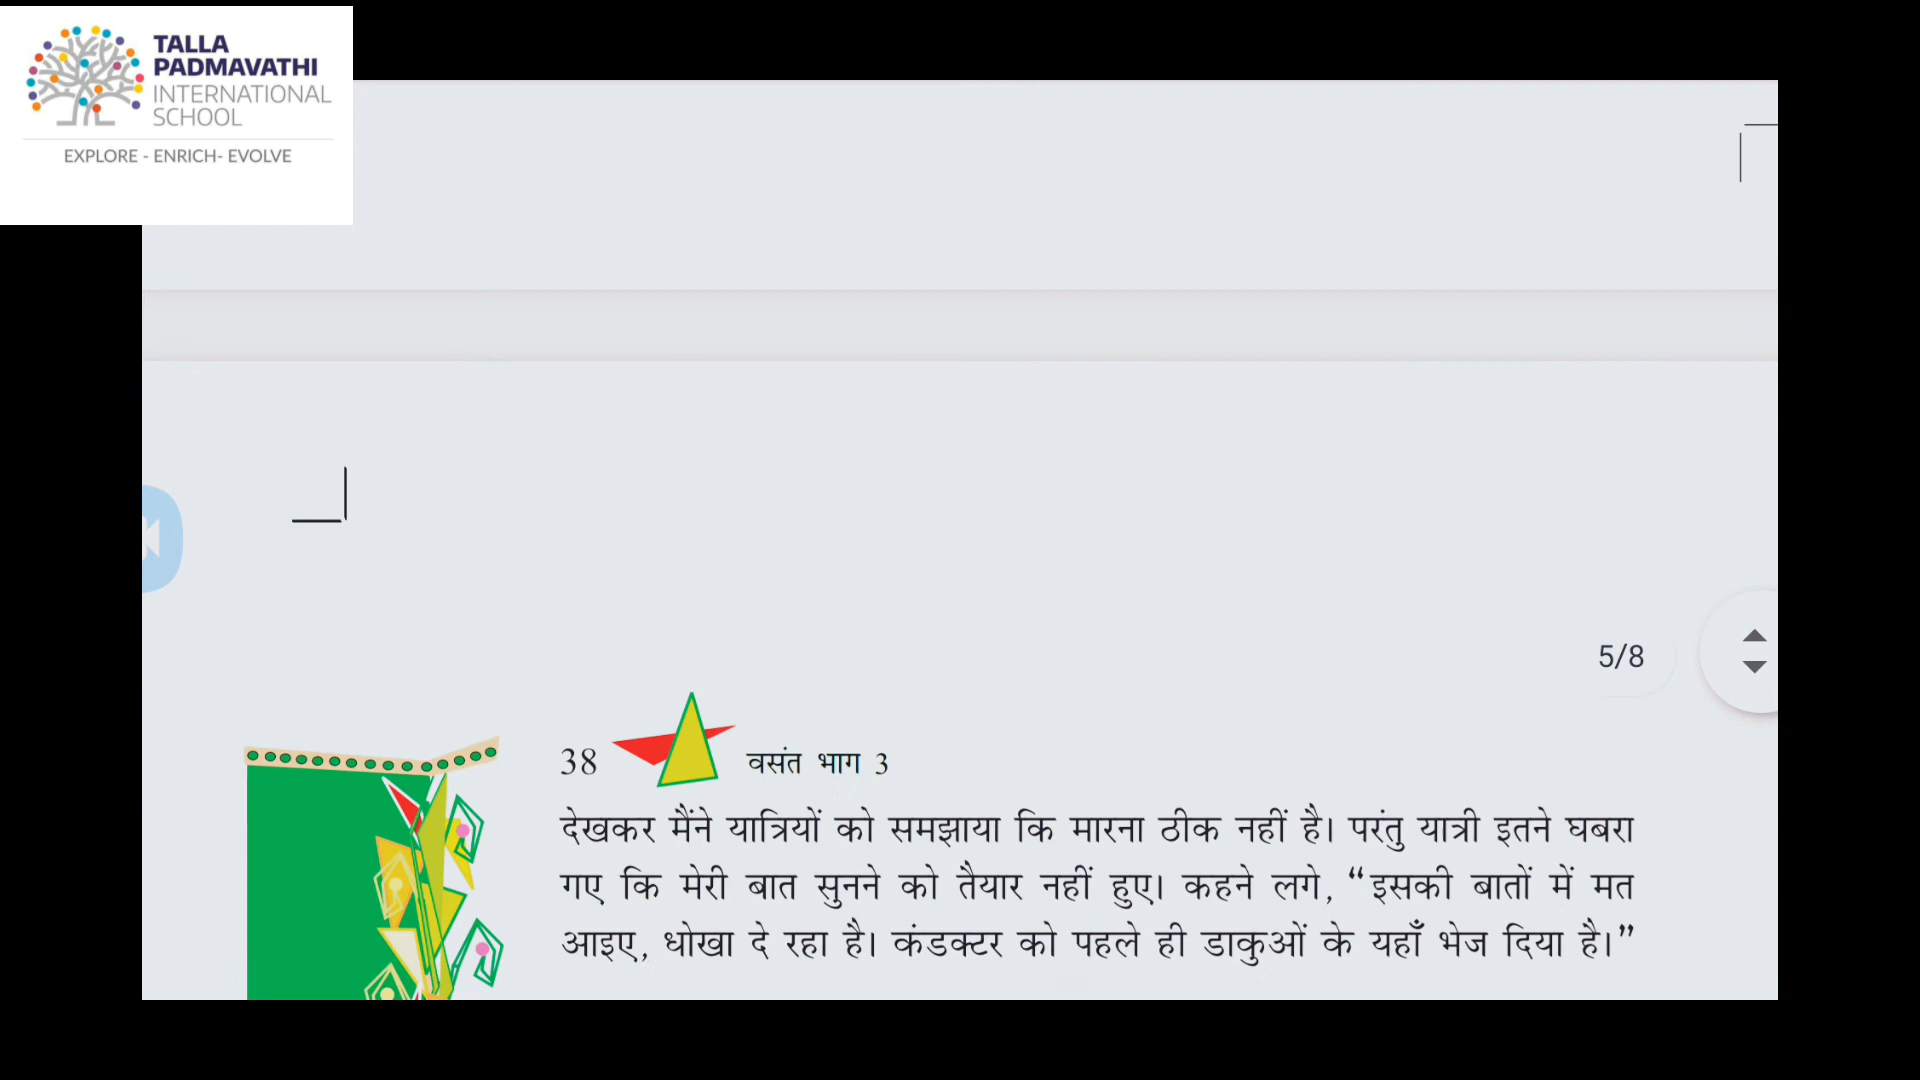 TALLA
PADMAVATHI
INTERNATIONAL
SCHOOL
EXPLORE - ENRICH- EVOLVE
5/8
38 वसंत भाग 3
देखकर मैंने यात्रियों को समझाया कि मारना ठीक नहीं है। परंतु यात्री इतने घबरा
गए कि मेरी बात सुनने को तैयार नहीं हुए। कहने लगे, “इसकी बातों में मत
आइए, धोखा दे रहा है। कंडक्टर को पहले ही डाकुओं के यहाँ भेज दिया है।”